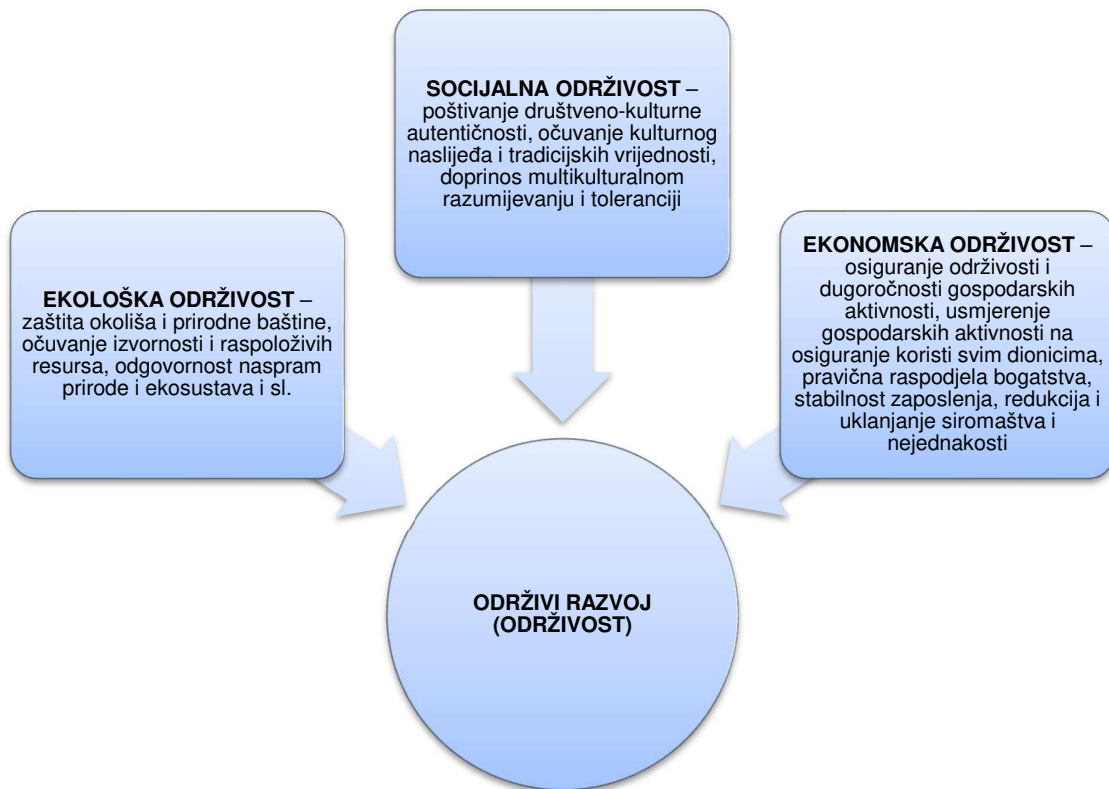 SOCIJALNA ODRŽIVOST –
poštivanje društveno-kulturne
autentičnosti, očuvanje kulturnog
naslijeđa i tradicijskih vrijednosti,
doprinos multikulturalnom
razumijevanju i toleranciji
EKOLOŠKA ODRŽIVOST –
zaštita okoliša i prirodne baštine,
očuvanje izvornosti i raspoloživih
resursa, odgovornost naspram
prirode i ekosustava i sl.
EKONOMSKA ODRŽIVOST –
osiguranje održivosti i
dugoročnosti gospodarskih
aktivnosti, usmjerenje
gospodarskih aktivnosti na
osiguranje koristi svim dionicima,
pravična raspodjela bogatstva,
stabilnost zaposlenja, redukcija i
uklanjanje siromaštva i
nejednakosti
ODRŽIVI RAZVOJ
(ODRŽIVOST)